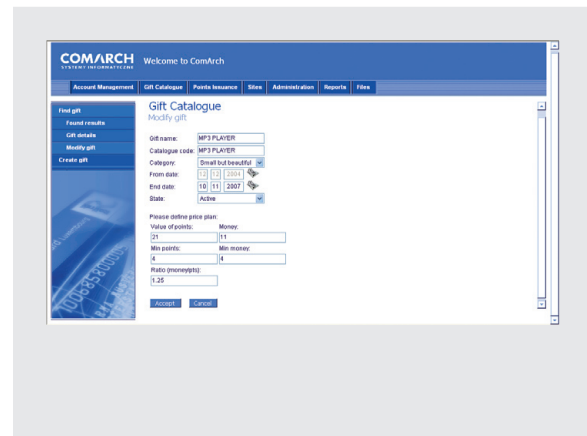 COMARCH Welcome to ComArch
SYSTEMY INFORMATYCZNE
Account Management Gift Catalogue Points Issuance Sites Administration Reports Files
Find gift
Found results
Gift details
Modify gift
Create gift
Gift Catalogue
Modify gift
Gift name: MP3 PLAYER
Catalogue code: MP3 PLAYER
Category: Small but beautiful
From date: 12 12 2004
End date: 10 11 2007
State: Active
Please define price plan:
Value of points: Money:
21 11
Min points: Min money:
4 4
Ratio (money/pts):
1.25
Accept Cancel